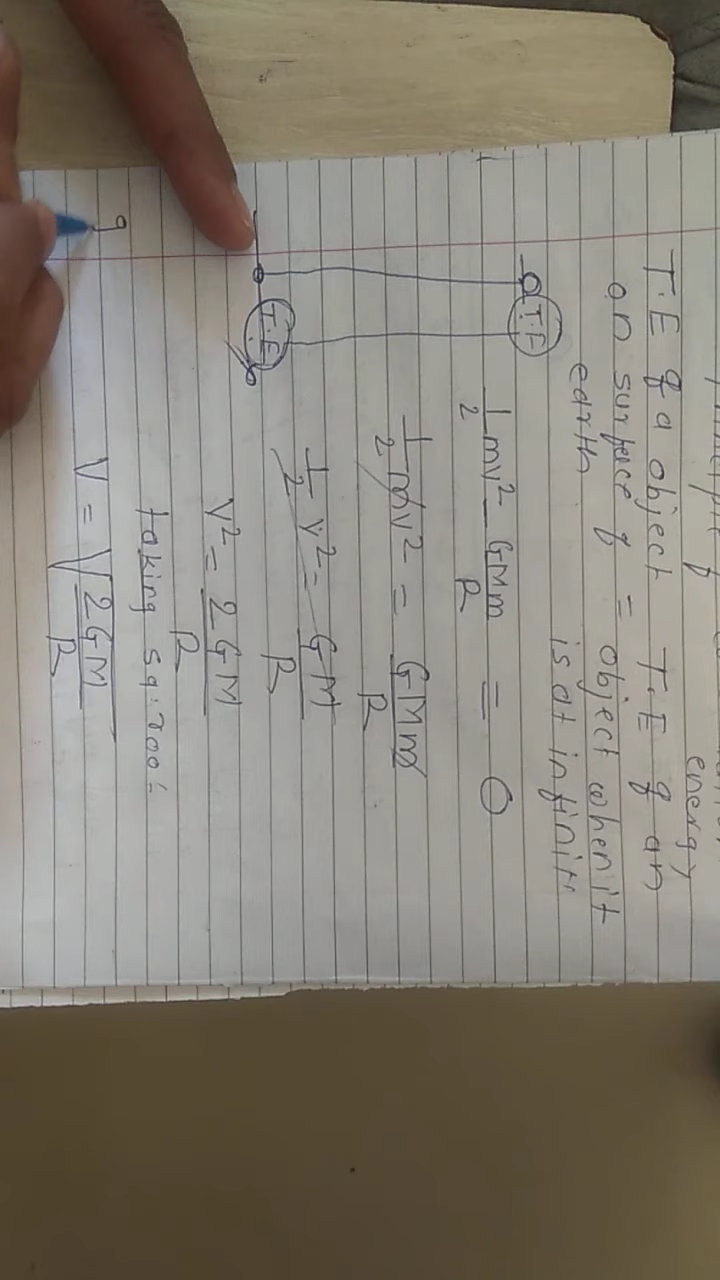 energy
T.E of a object T.E of an
on surface of = object when it
earth is at infinity
T.E
1/2 mv² - GMm/R = 0
1/2 mv² = GMm/R
T.E
1/2 v² = GM/R
v² = 2GM/R
taking sq. root
V = √2GM/R